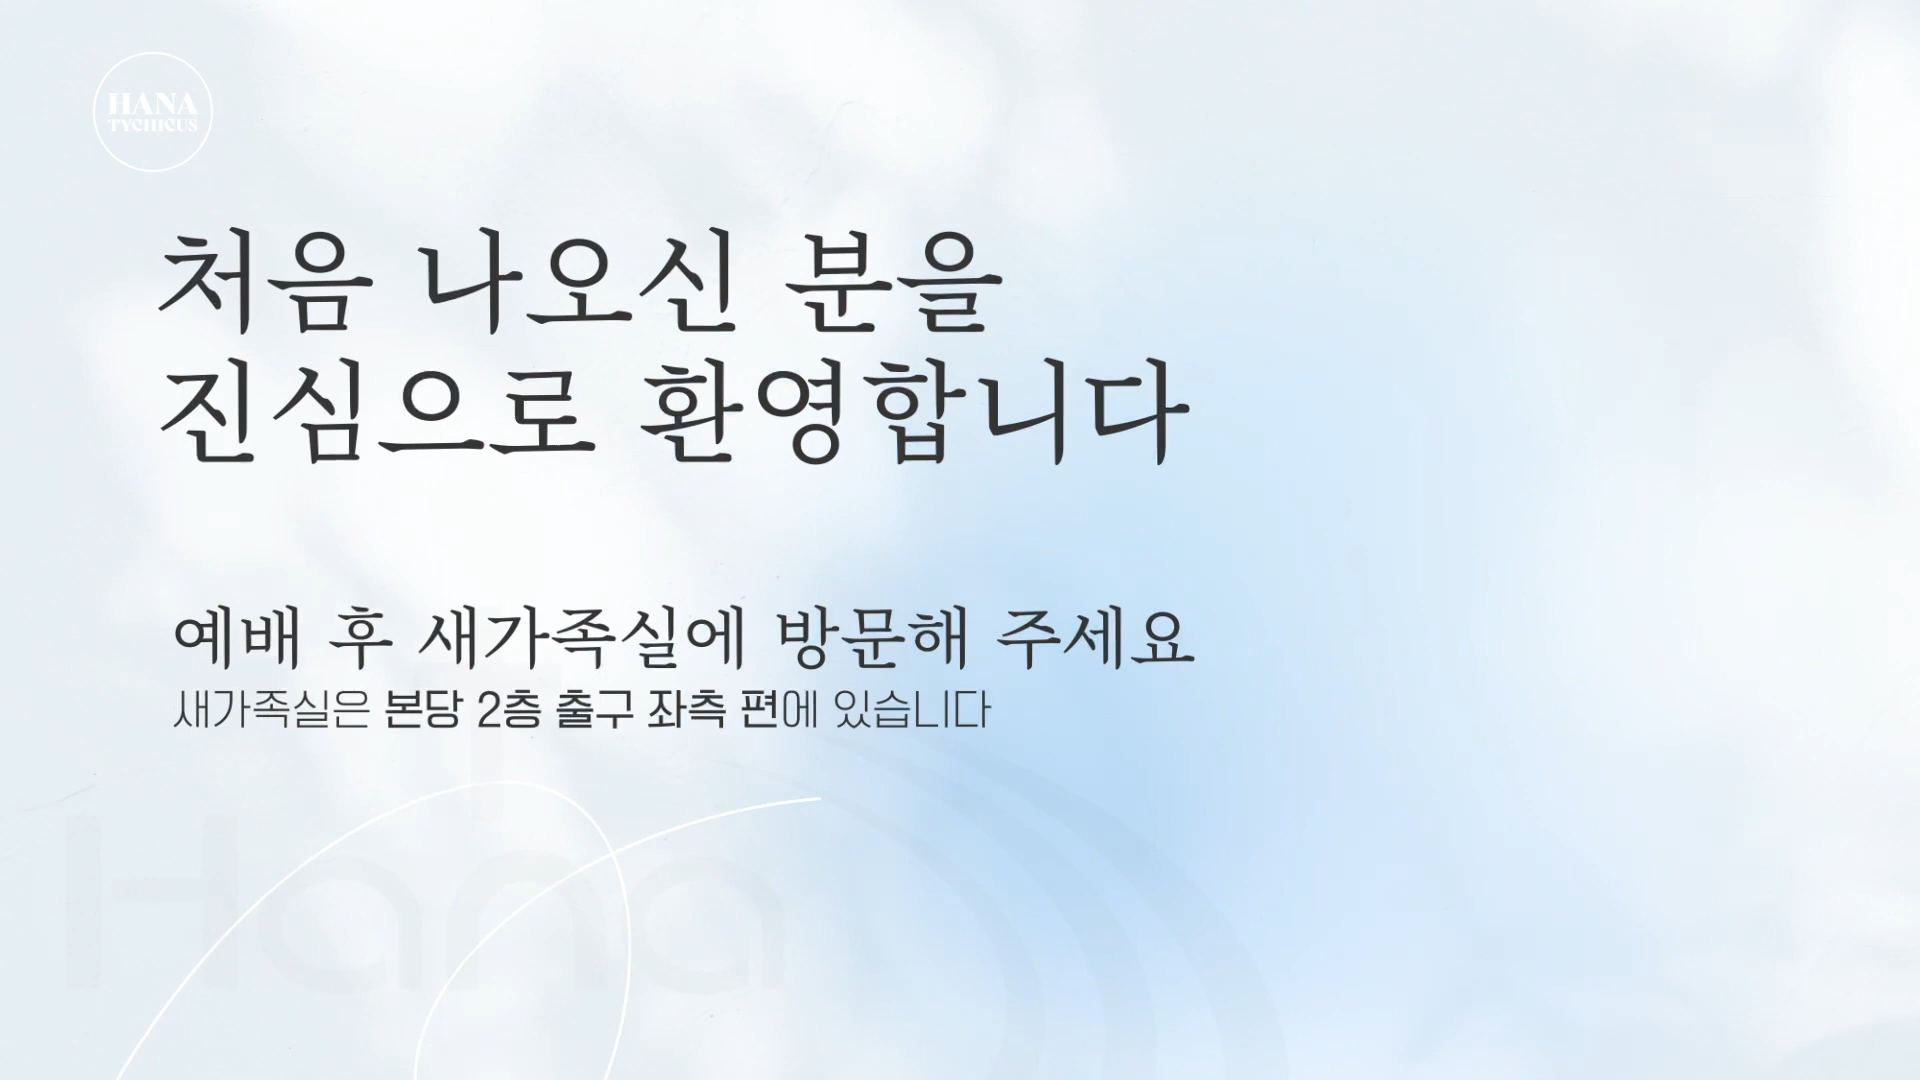 HANA
TYCHICUS
처음 나오신 분을
진심으로 환영합니다
예배 후 새가족실에 방문해 주세요
새가족실은 본당 2층 출구 좌측 편에 있습니다
Hana